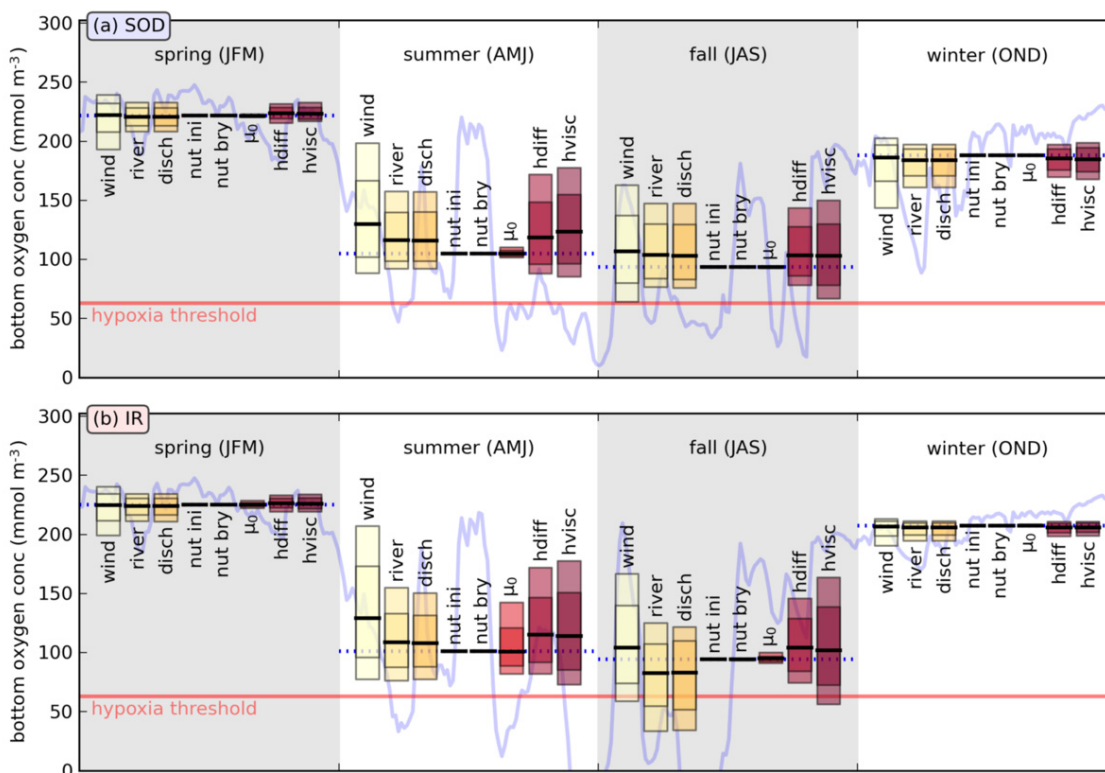 (a) SOD
spring (JFM)
summer (AMJ)
fall (JAS)
winter (OND)
bottom oxygen conc (mmol m⁻³)
300
250
200
150
100
50
0
wind
river
disch
nut ini
nut bry
μ₀
hdiff
hvisc
wind
river
disch
nut ini
nut bry
μ₀
hdiff
hvisc
wind
river
disch
nut ini
nut bry
μ₀
hdiff
hvisc
wind
river
disch
nut ini
nut bry
μ₀
hdiff
hvisc
hypoxia threshold
(b) IR
spring (JFM)
summer (AMJ)
fall (JAS)
winter (OND)
bottom oxygen conc (mmol m⁻³)
300
250
200
150
100
50
0
wind
river
disch
nut ini
nut bry
μ₀
hdiff
hvisc
wind
river
disch
nut ini
nut bry
μ₀
hdiff
hvisc
wind
river
disch
nut ini
nut bry
μ₀
hdiff
hvisc
wind
river
disch
nut ini
nut bry
μ₀
hdiff
hvisc
hypoxia threshold